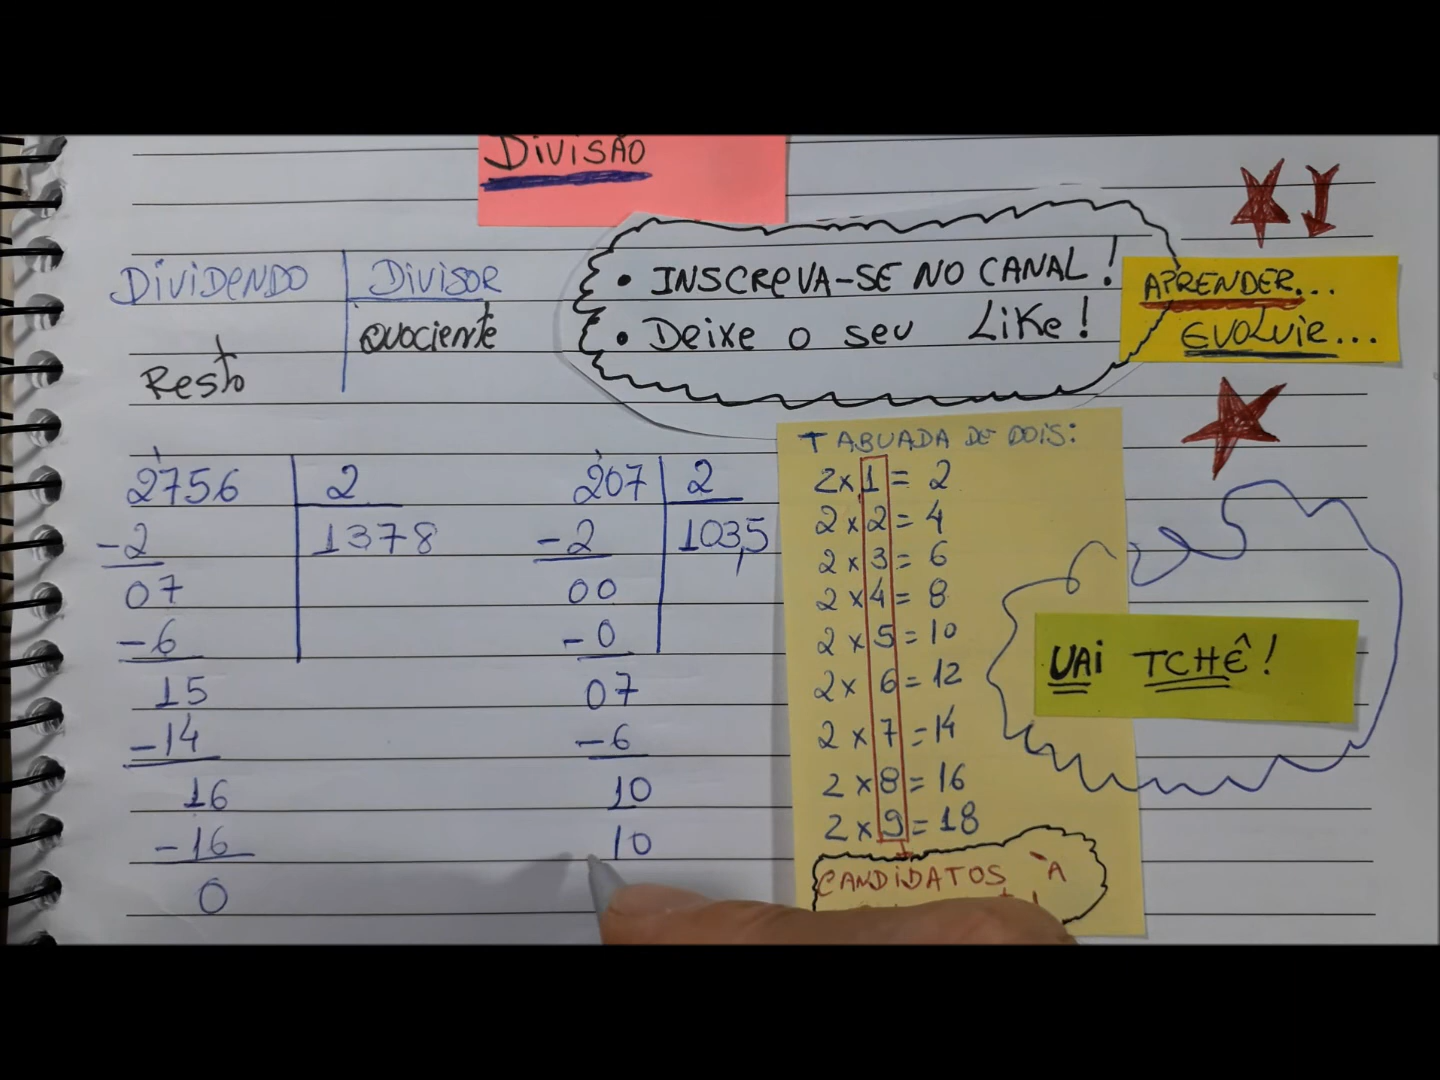 DIVISÃO
DIVIDENDO DIVISOR
QUOCIENTE
RESTO
• INSCREVA-SE NO CANAL!
• DEIXE O SEU LIKE!
APRENDER...
EVOLUIR...
2756 2
-2 1378
07
-6
15
-14
16
-16
0
207 2
-2 103,5
00
-0
07
-6
10
10
TABUADA DE DOIS:
2x1=2
2x2=4
2x3=6
2x4=8
2x5=10
2x6=12
2x7=14
2x8=16
2x9=18
CANDIDATOS À
VAI TCHÊ!